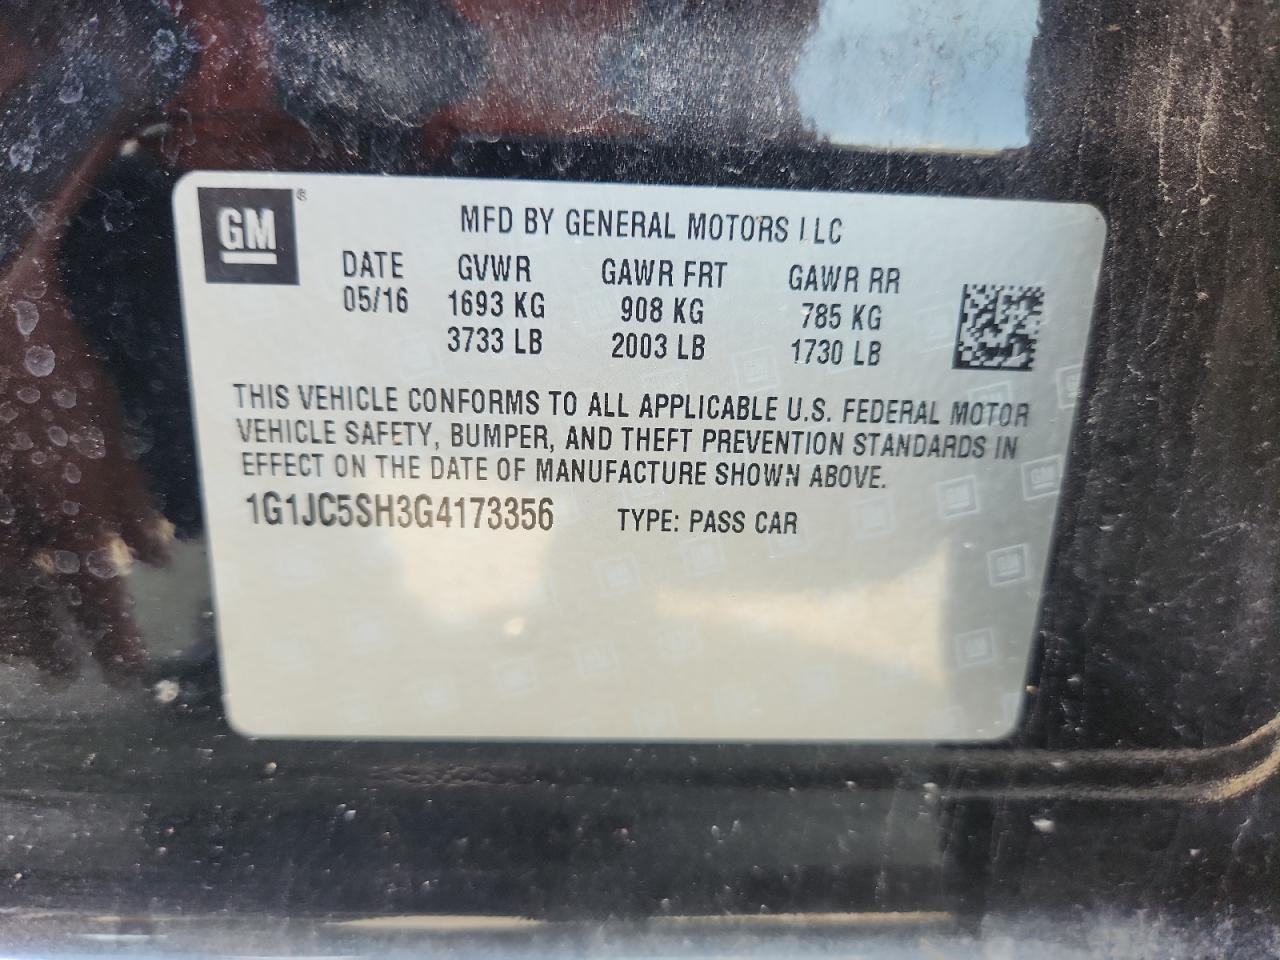 GM ®
MFD BY GENERAL MOTORS LLC
DATE GVWR GAWR FRT GAWR RR
05/16 1693 KG 908 KG 785 KG
3733 LB 2003 LB 1730 LB
THIS VEHICLE CONFORMS TO ALL APPLICABLE U.S. FEDERAL MOTOR
VEHICLE SAFETY, BUMPER, AND THEFT PREVENTION STANDARDS IN
EFFECT ON THE DATE OF MANUFACTURE SHOWN ABOVE.
1G1JC5SH3G4173356 TYPE: PASS CAR